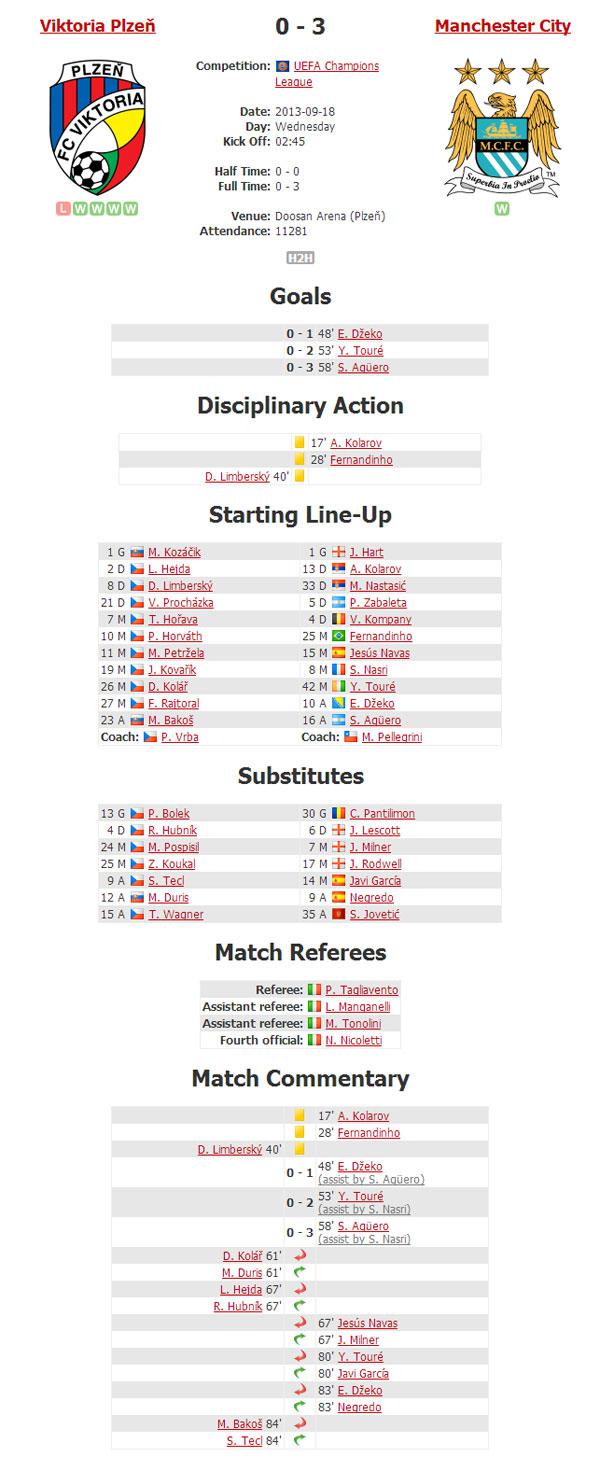 Viktoria Plzeň 0 - 3 Manchester City
PLZEŇ
FC VIKTORIA
M.C.F.C.
Superbia In Proelio
TM
Competition: UEFA Champions
League
Date: 2013-09-18
Day: Wednesday
Kick Off: 02:45
Half Time: 0 - 0
Full Time: 0 - 3
L W W W W
W
Venue: Doosan Arena (Plzeň)
Attendance: 11281
H2H
Goals
0 - 1 48' E. Džeko
0 - 2 53' Y. Touré
0 - 3 58' S. Agüero
Disciplinary Action
17' A. Kolarov
28' Fernandinho
D. Limberský 40'
Starting Line-Up
1 G M. Kozáčik 1 G J. Hart
2 D L. Hejda 13 D A. Kolarov
8 D D. Limberský 33 D M. Nastasić
21 D V. Procházka 5 D P. Zabaleta
7 M T. Hořava 4 D V. Kompany
10 M P. Horváth 25 M Fernandinho
11 M M. Petržela 15 M Jesús Navas
19 M J. Kovařík 8 M S. Nasri
26 M D. Kolář 42 M Y. Touré
27 M F. Rajtoral 10 A E. Džeko
23 A M. Bakoš 16 A S. Agüero
Coach: P. Vrba Coach: M. Pellegrini
Substitutes
13 G P. Bolek 30 G C. Pantilimon
4 D R. Hubník 6 D J. Lescott
24 M M. Pospisil 7 M J. Milner
25 M Z. Koukal 17 M J. Rodwell
9 A S. Tecl 14 M Javi García
12 A M. Duris 9 A Negredo
15 A T. Wagner 35 A S. Jovetić
Match Referees
Referee: P. Tagliavento
Assistant referee: L. Manganelli
Assistant referee: M. Tonolini
Fourth official: N. Nicoletti
Match Commentary
17' A. Kolarov
28' Fernandinho
D. Limberský 40'
0 - 1 48' E. Džeko
(assist by S. Agüero)
0 - 2 53' Y. Touré
(assist by S. Nasri)
0 - 3 58' S. Agüero
(assist by S. Nasri)
D. Kolář 61'
M. Duris 61'
L. Hejda 67'
R. Hubník 67'
67' Jesús Navas
67' J. Milner
80' Y. Touré
80' Javi García
83' E. Džeko
83' Negredo
M. Bakoš 84'
S. Tecl 84'